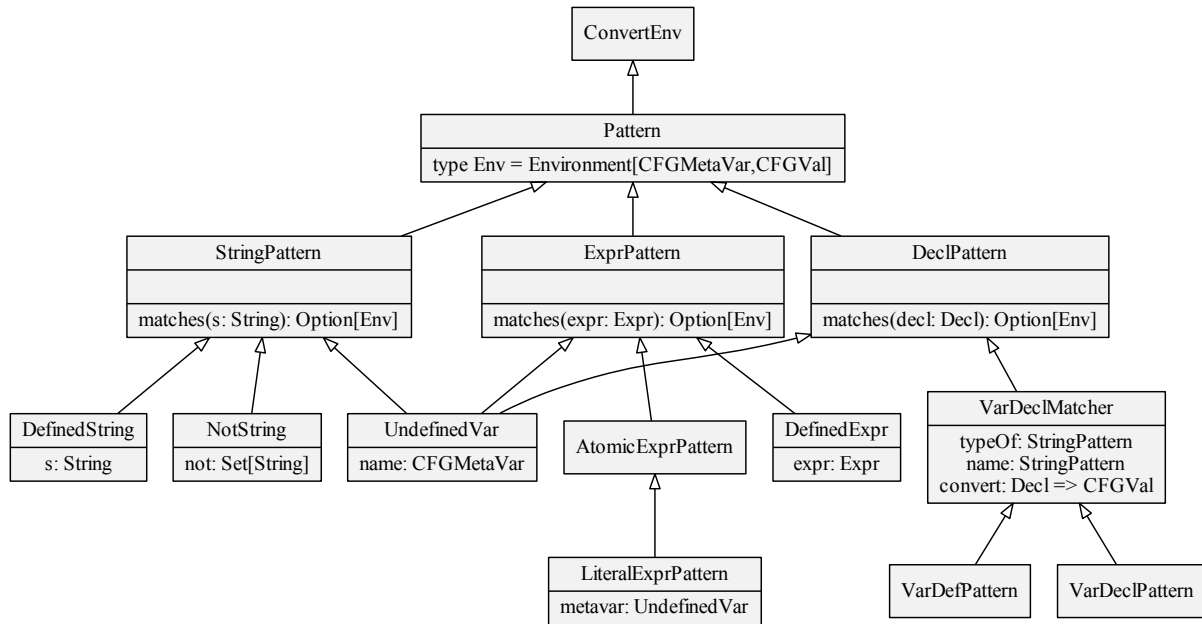 ConvertEnv
Pattern
type Env = Environment[CFGMetaVar,CFGVal]
StringPattern
matches(s: String): Option[Env]
ExprPattern
matches(expr: Expr): Option[Env]
DeclPattern
matches(decl: Decl): Option[Env]
DefinedString
s: String
NotString
not: Set[String]
UndefinedVar
name: CFGMetaVar
AtomicExprPattern
DefinedExpr
expr: Expr
VarDeclMatcher
typeOf: StringPattern
name: StringPattern
convert: Decl => CFGVal
LiteralExprPattern
metavar: UndefinedVar
VarDefPattern
VarDeclPattern